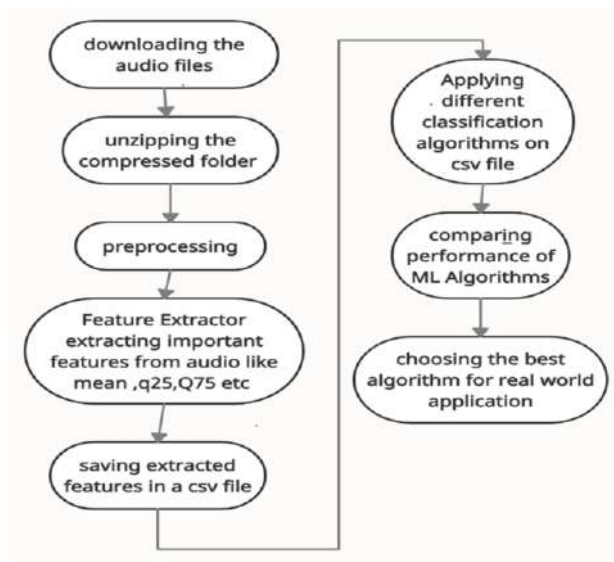 downloading the
audio files
unzipping the
compressed folder
preprocessing
Feature Extractor
extracting important
features from audio like
mean ,q25,Q75 etc
saving extracted
features in a csv file
Applying
different
classification
algorithms on
csv file
comparing
performance of
ML Algorithms
choosing the best
algorithm for real world
application